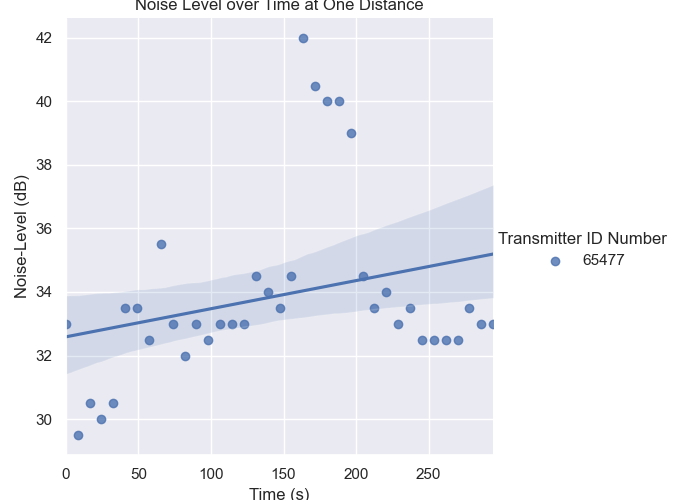 Noise Level over Time at One Distance
42
40
38
36
34
32
30
Noise-Level (dB)
0 50 100 150 200 250
Time (s)
Transmitter ID Number
65477